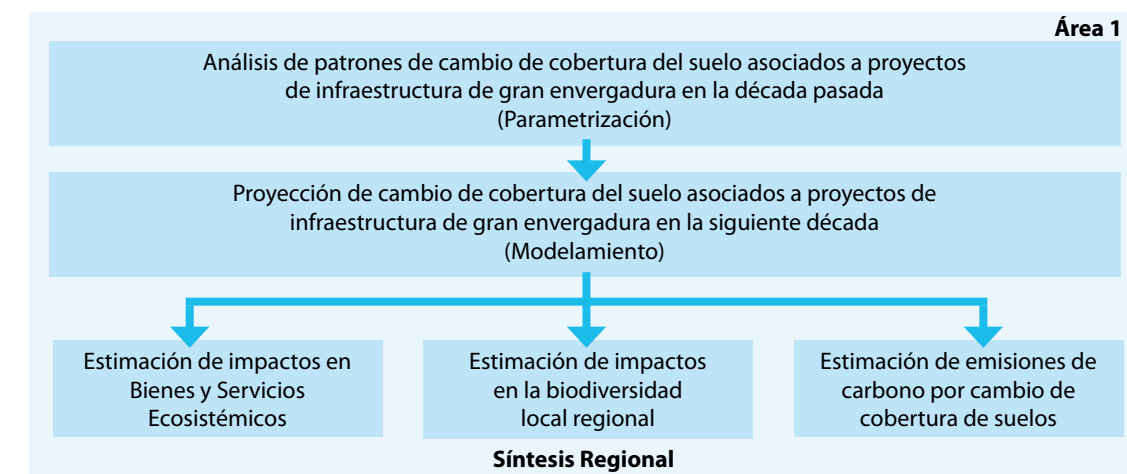 Área 1
Análisis de patrones de cambio de cobertura del suelo asociados a proyectos
de infraestructura de gran envergadura en la década pasada
(Parametrización)
Proyección de cambio de cobertura del suelo asociados a proyectos de
infraestructura de gran envergadura en la siguiente década
(Modelamiento)
Estimación de impactos en
Bienes y Servicios
Ecosistémicos
Estimación de impactos
en la biodiversidad
local regional
Estimación de emisiones de
carbono por cambio de
cobertura de suelos
Síntesis Regional